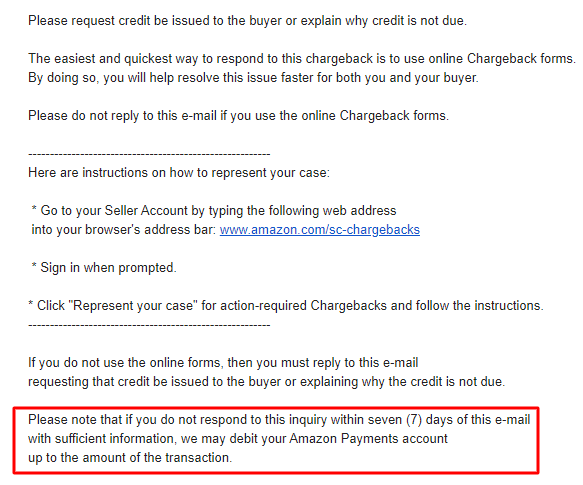 Please request credit be issued to the buyer or explain why credit is not due.
The easiest and quickest way to respond to this chargeback is to use online Chargeback forms.
By doing so, you will help resolve this issue faster for both you and your buyer.
Please do not reply to this e-mail if you use the online Chargeback forms.
--------------------------------------------------------
Here are instructions on how to represent your case:
* Go to your Seller Account by typing the following web address
into your browser's address bar: www.amazon.com/sc-chargebacks
* Sign in when prompted.
* Click "Represent your case" for action-required Chargebacks and follow the instructions.
--------------------------------------------------------
If you do not use the online forms, then you must reply to this e-mail
requesting that credit be issued to the buyer or explaining why the credit is not due.
Please note that if you do not respond to this inquiry within seven (7) days of this e-mail
with sufficient information, we may debit your Amazon Payments account
up to the amount of the transaction.